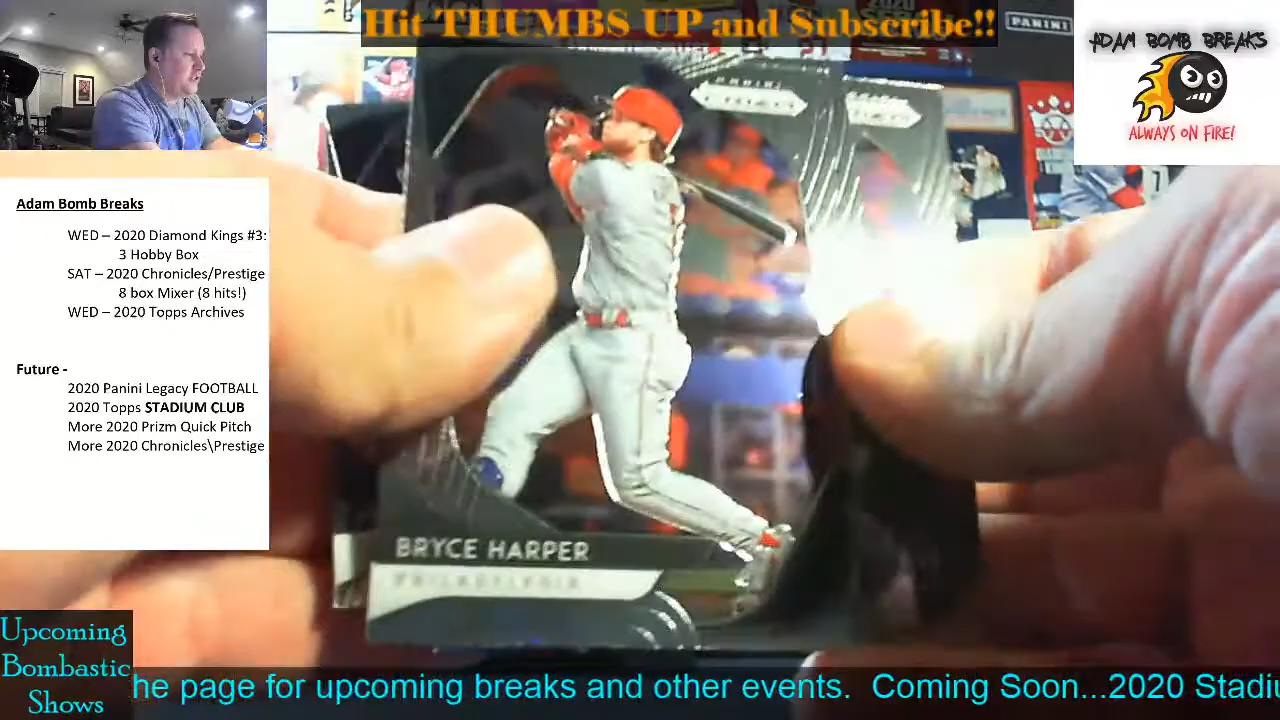 Hit THUMBS UP and Subscribe!!
PANINI
ADAM BOMB BREAKS
ALWAYS ON FIRE!
Adam Bomb Breaks
WED – 2020 Diamond Kings #3:
3 Hobby Box
SAT – 2020 Chronicles/Prestige
8 box Mixer (8 hits!)
WED – 2020 Topps Archives
Future -
2020 Panini Legacy FOOTBALL
2020 Topps STADIUM CLUB
More 2020 Prizm Quick Pitch
More 2020 Chronicles\Prestige
PANINI
PRIZM
BRYCE HARPER
PHILADELPHIA
Upcoming
Bombastic
Shows
he page for upcoming breaks and other events. Coming Soon...2020 Stadiu